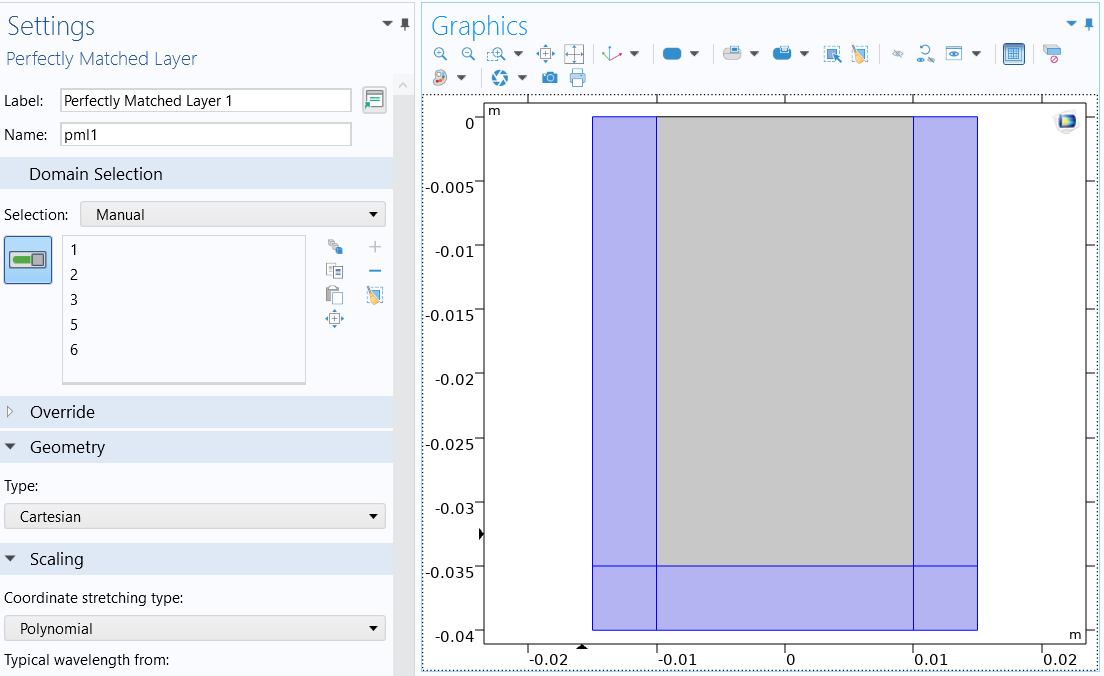 Settings
Perfectly Matched Layer
Label: Perfectly Matched Layer 1
Name: pml1
Domain Selection
Selection: Manual
1
2
3
5
6
Override
Geometry
Type:
Cartesian
Scaling
Coordinate stretching type:
Polynomial
Typical wavelength from:
Graphics
m
0
-0.005
-0.01
-0.015
-0.02
-0.025
-0.03
-0.035
-0.04
m
-0.02 -0.01 0 0.01 0.02